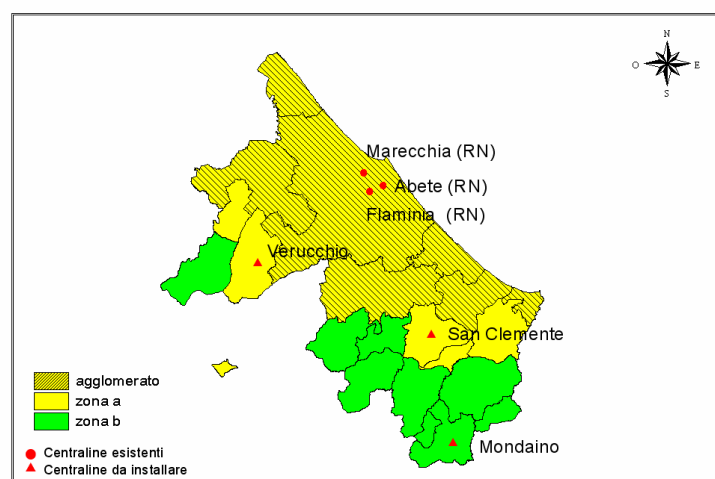 N
O
E
S
Marecchia (RN)
Abete (RN)
Flaminia (RN)
Verucchio
San Clemente
Mondaino
agglomerato
zona a
zona b
Centraline esistenti
Centraline da installare